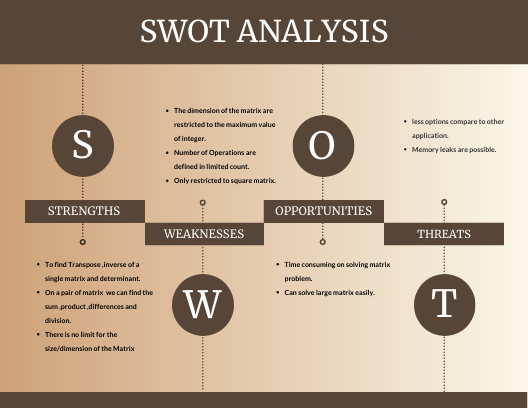 SWOT ANALYSIS
S
STRENGTHS
• To find Transpose ,inverse of a
single matrix and determinant.
• On a pair of matrix we can find the
sum ,product ,differences and
division.
• There is no limit for the
size/dimension of the Matrix
• The dimension of the matrix are
restricted to the maximum value
of integer.
• Number of Operations are
defined in limited count.
• Only restricted to square matrix.
WEAKNESSES
W
O
OPPORTUNITIES
• Time consuming on solving matrix
problem.
• Can solve large matrix easily.
• less options compare to other
application.
• Memory leaks are possible.
THREATS
T